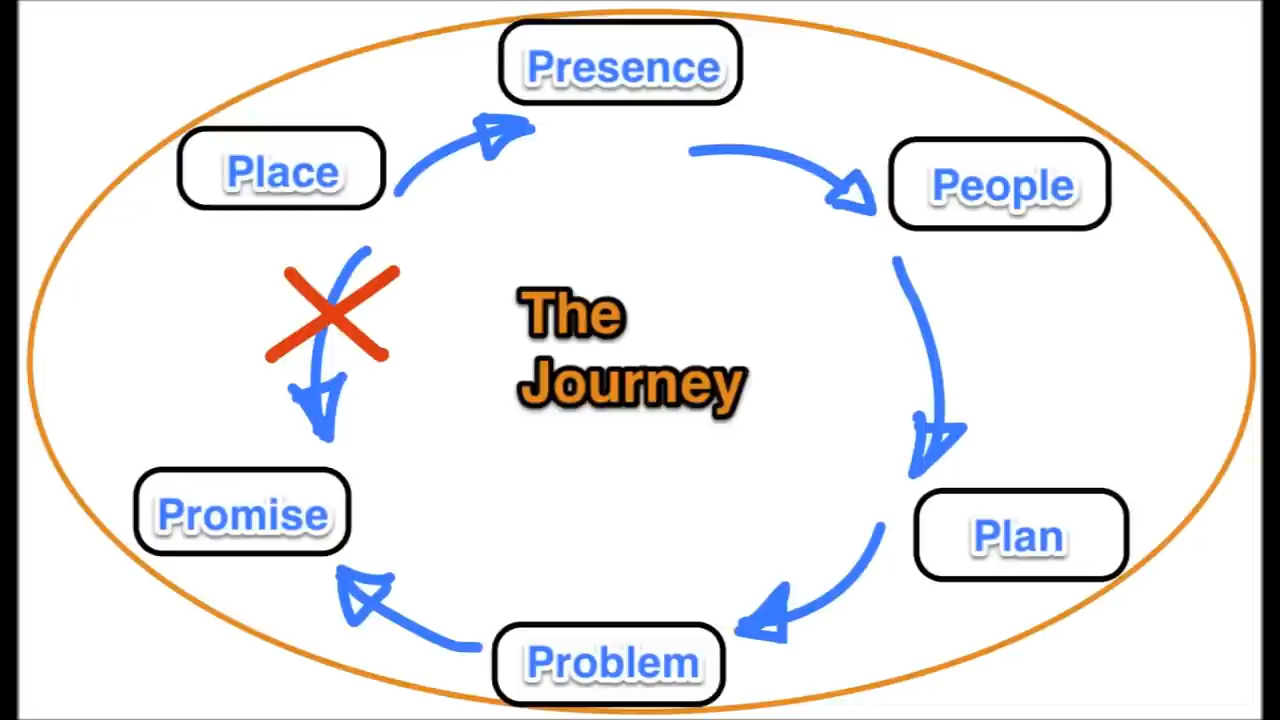 Presence
Place
People
The
Journey
Promise
Plan
Problem